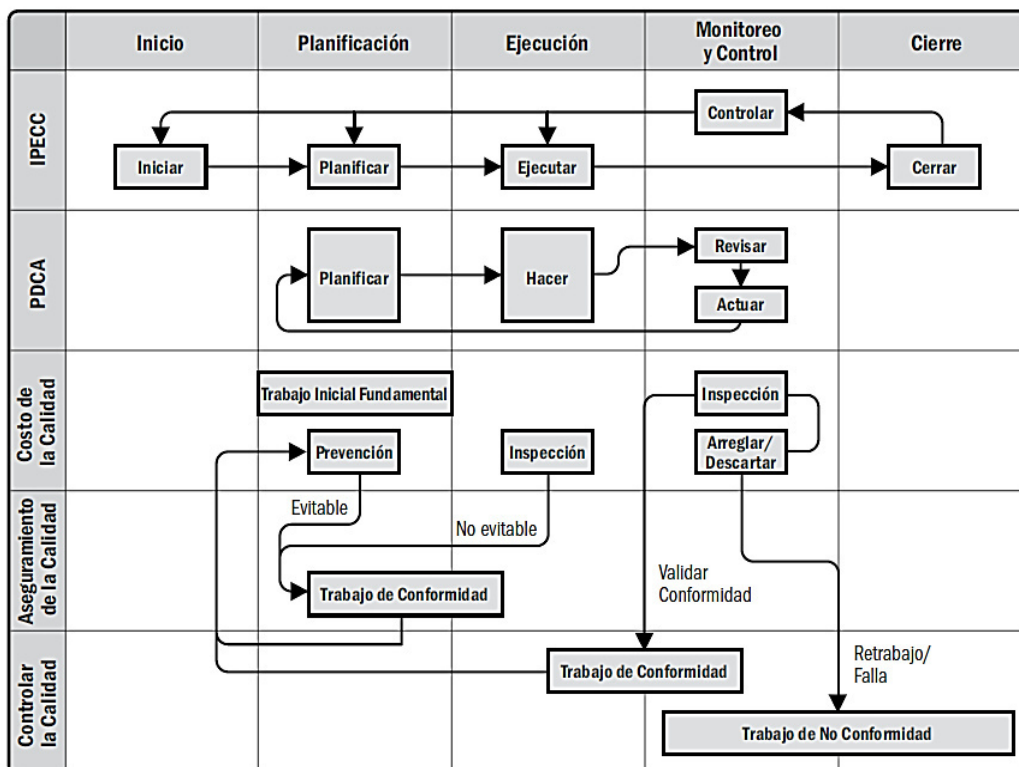 Inicio
Planificación
Ejecución
Monitoreo
y Control
Cierre
IPECC
Controlar
Iniciar
Planificar
Ejecutar
Cerrar
PDCA
Planificar
Hacer
Revisar
Actuar
Costo de
la Calidad
Trabajo Inicial Fundamental
Inspección
Prevención
Inspección
Arreglar/
Descartar
Aseguramiento
de la Calidad
Evitable
No evitable
Trabajo de Conformidad
Validar
Conformidad
Controlar
la Calidad
Trabajo de Conformidad
Retrabajo/
Falla
Trabajo de No Conformidad